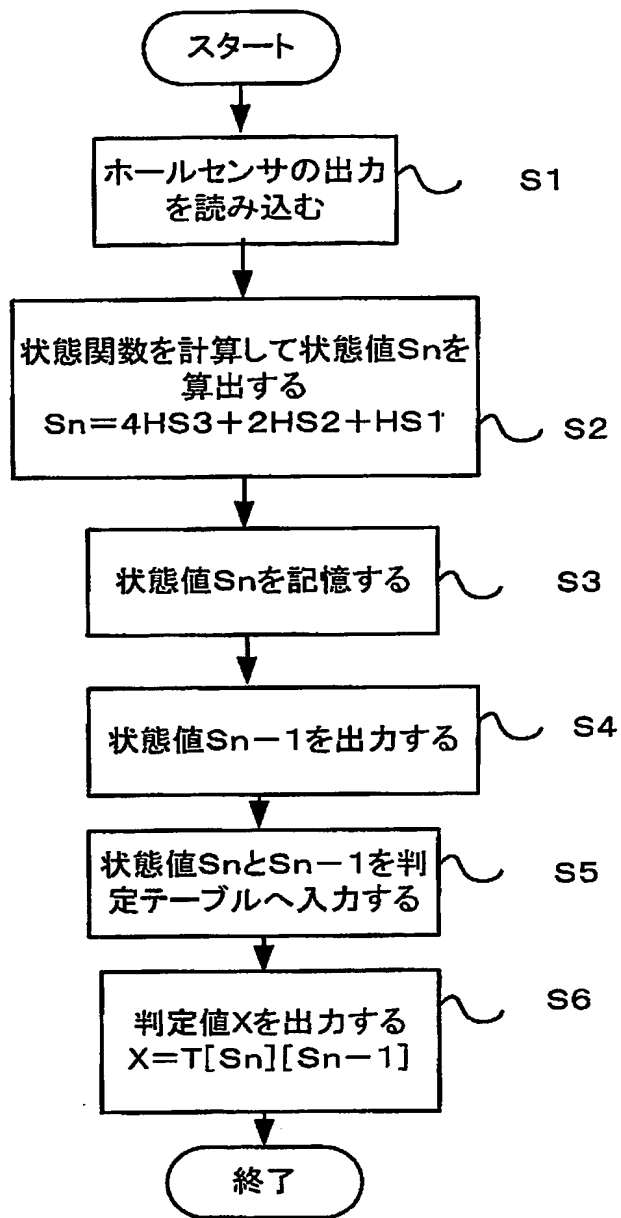 スタート
ホールセンサの出力
を読み込む
S1
状態関数を計算して状態値Snを
算出する
Sn=4HS3+2HS2+HS1
S2
状態値Snを記憶する
S3
状態値Sn-1を出力する
S4
状態値SnとSn-1を判
定テーブルへ入力する
S5
判定値Xを出力する
X=T[Sn][Sn-1]
S6
終了